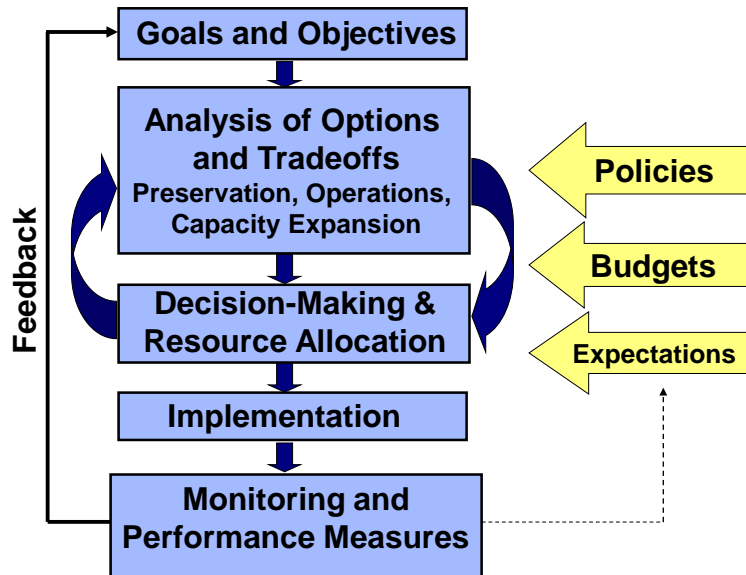 Goals and Objectives
Analysis of Options
and Tradeoffs
Preservation, Operations,
Capacity Expansion
Decision-Making &
Resource Allocation
Implementation
Monitoring and
Performance Measures
Feedback
Policies
Budgets
Expectations